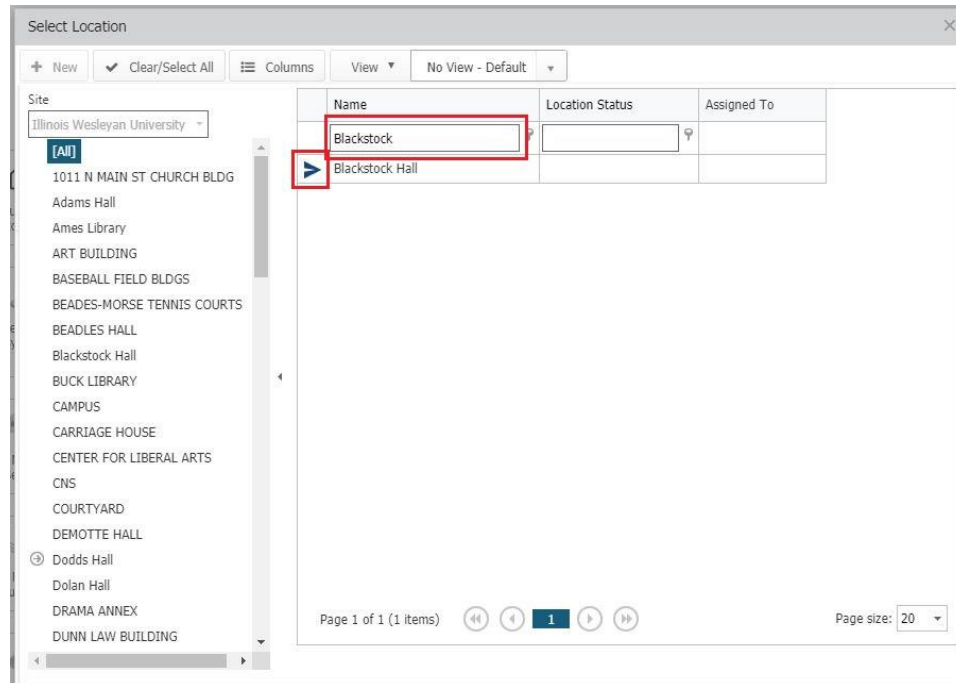 Select Location
+ New Clear/Select All Columns View No View - Default
Site
Illinois Wesleyan University
[All]
1011 N MAIN ST CHURCH BLDG
Adams Hall
Ames Library
ART BUILDING
BASEBALL FIELD BLDGS
BEADES-MORSE TENNIS COURTS
BEADLES HALL
Blackstock Hall
BUCK LIBRARY
CAMPUS
CARRIAGE HOUSE
CENTER FOR LIBERAL ARTS
CNS
COURTYARD
DEMOTTE HALL
Dodds Hall
Dolan Hall
DRAMA ANNEX
DUNN LAW BUILDING
Name Location Status Assigned To
Blackstock
Blackstock Hall
Page 1 of 1 (1 items) 1 Page size: 20